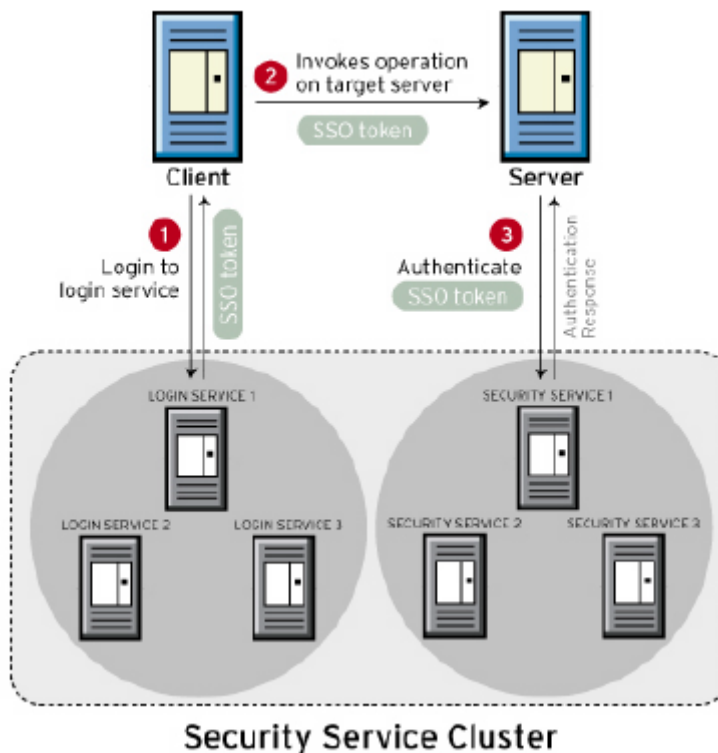 2
Invokes operation
on target server
SSO token
Client
Server
1
Login to
login service
SSO token
3
Authenticate
SSO token
Authentication
Response
LOGIN SERVICE 1
LOGIN SERVICE 2
LOGIN SERVICE 3
SECURITY SERVICE 1
SECURITY SERVICE 2
SECURITY SERVICE 3
Security Service Cluster